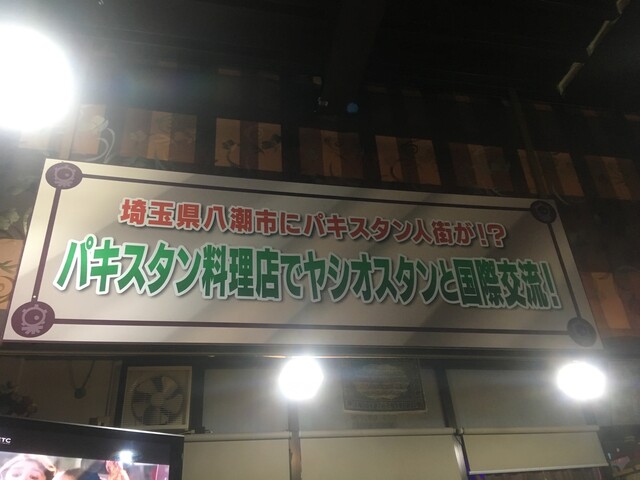 埼玉県八潮市にパキスタン人街が!?
パキスタン料理店でヤシオスタンと国際交流!